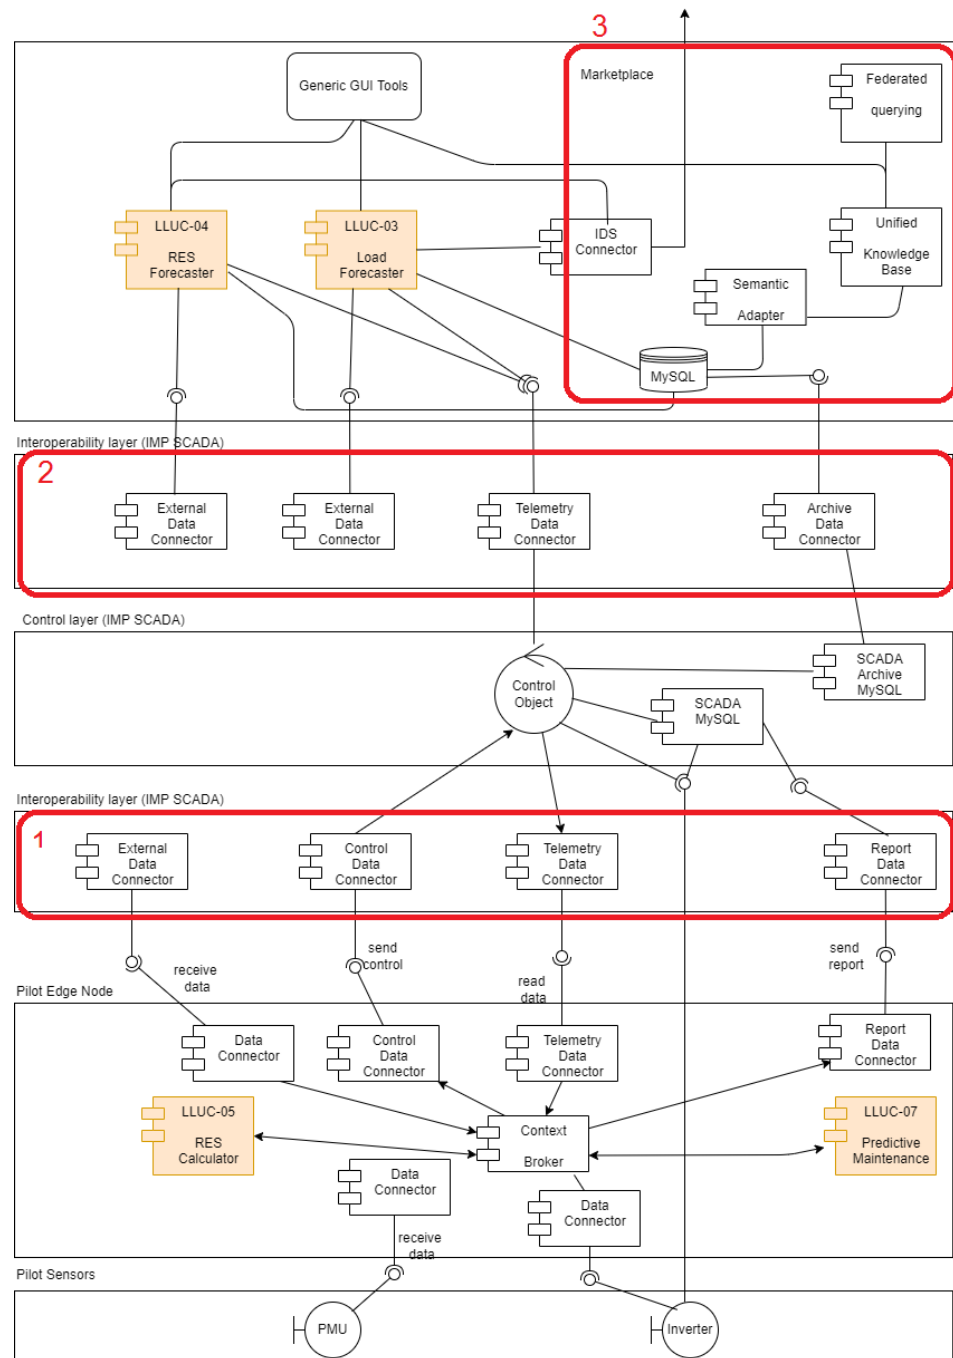 3
Marketplace
Generic GUI Tools
Federated
querying
LLUC-04
RES
Forecaster
LLUC-03
Load
Forecaster
IDS
Connector
Unified
Knowledge
Base
Semantic
Adapter
MySQL
Interoperability layer (IMP SCADA)
2
External
Data
Connector
External
Data
Connector
Telemetry
Data
Connector
Archive
Data
Connector
Control layer (IMP SCADA)
Control
Object
SCADA
MySQL
SCADA
Archive
MySQL
Interoperability layer (IMP SCADA)
1
External
Data
Connector
Control
Data
Connector
Telemetry
Data
Connector
Report
Data
Connector
receive
data
send
control
read
data
send
report
Pilot Edge Node
Data
Connector
Control
Data
Connector
Telemetry
Data
Connector
Report
Data
Connector
LLUC-05
RES
Calculator
Context
Broker
LLUC-07
Predictive
Maintenance
Data
Connector
Data
Connector
receive
data
Pilot Sensors
PMU
Inverter